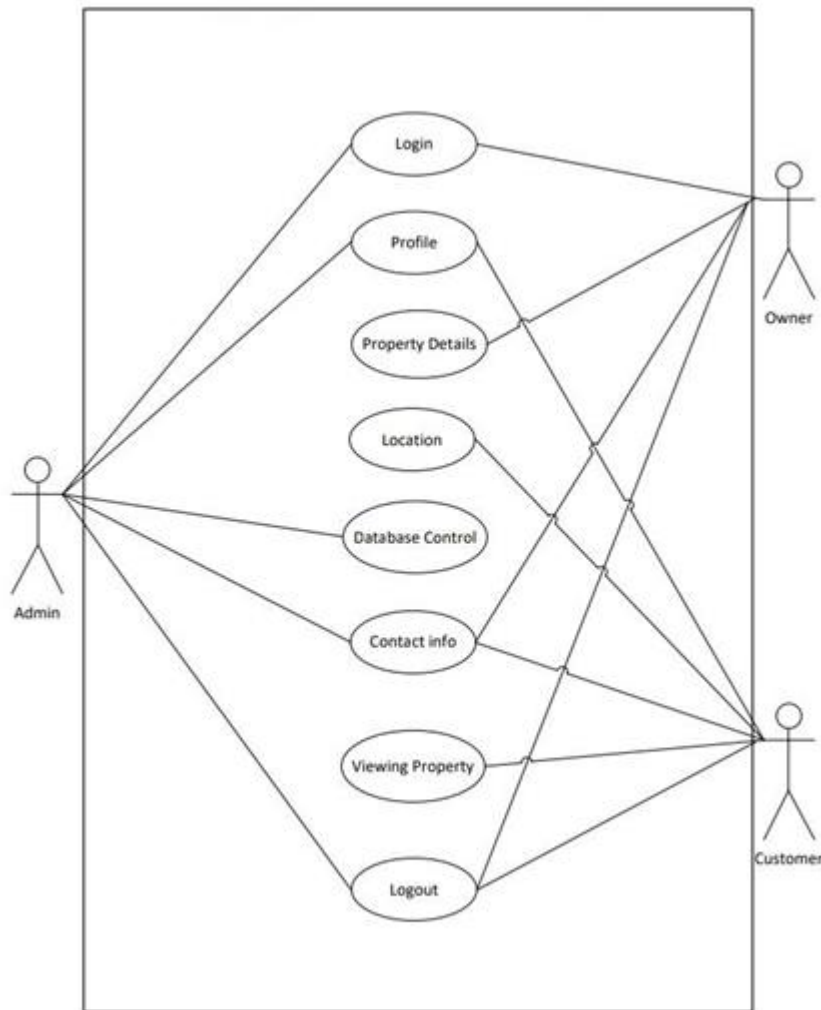 Login
Profile
Owner
Property Details
Location
Database Control
Admin
Contact info
Viewing Property
Customer
Logout